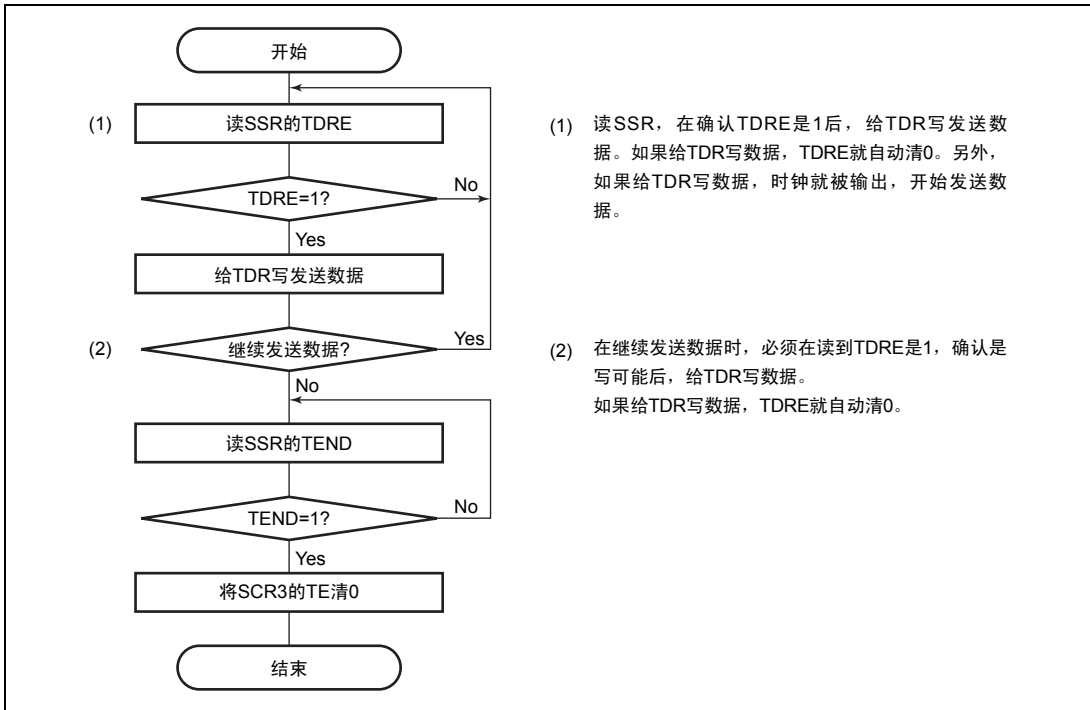 开始
(1)
读SSR的TDRE
TDRE=1?
No
Yes
给TDR写发送数据
(2)
继续发送数据?
Yes
No
读SSR的TEND
TEND=1?
No
Yes
将SCR3的TE清0
结束
(1) 读SSR，在确认TDRE是1后，给TDR写发送数
据。如果给TDR写数据，TDRE就自动清0。另外，
如果给TDR写数据，时钟就被输出，开始发送数
据。
(2) 在继续发送数据时，必须在读到TDRE是1，确认是
写可能后，给TDR写数据。
如果给TDR写数据，TDRE就自动清0。